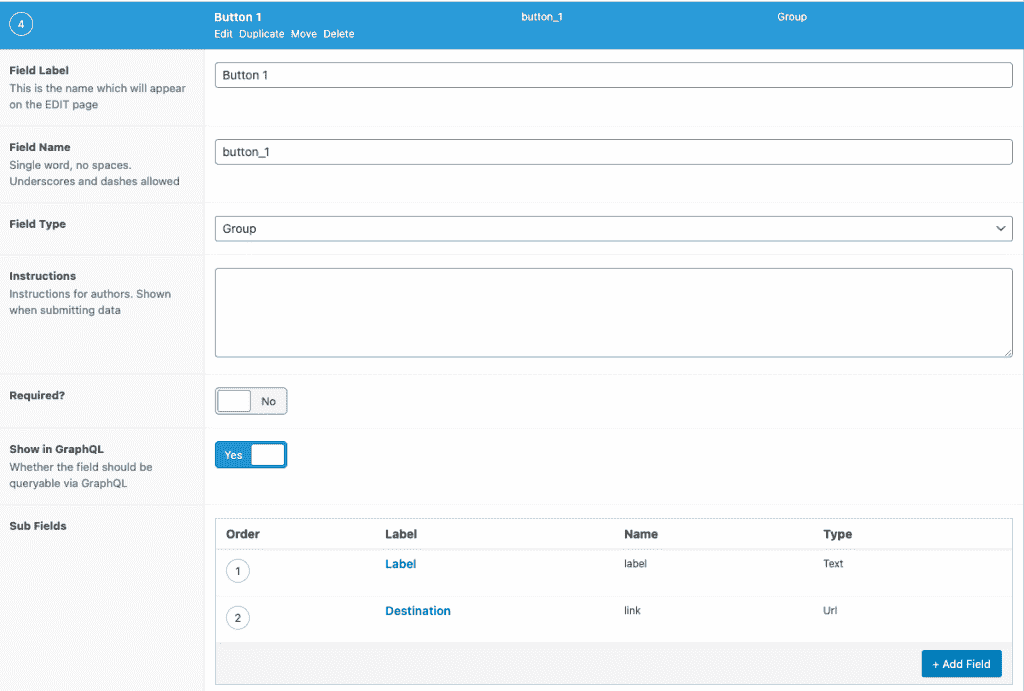 4 Button 1 button_1 Group
Edit Duplicate Move Delete
Field Label
This is the name which will appear
on the EDIT page
Button 1
Field Name
Single word, no spaces.
Underscores and dashes allowed
button_1
Field Type
Group
Instructions
Instructions for authors. Shown
when submitting data
Required?
No
Show in GraphQL
Whether the field should be
queryable via GraphQL
Yes
Sub Fields
Order Label Name Type
1 Label label Text
2 Destination link Url
+ Add Field